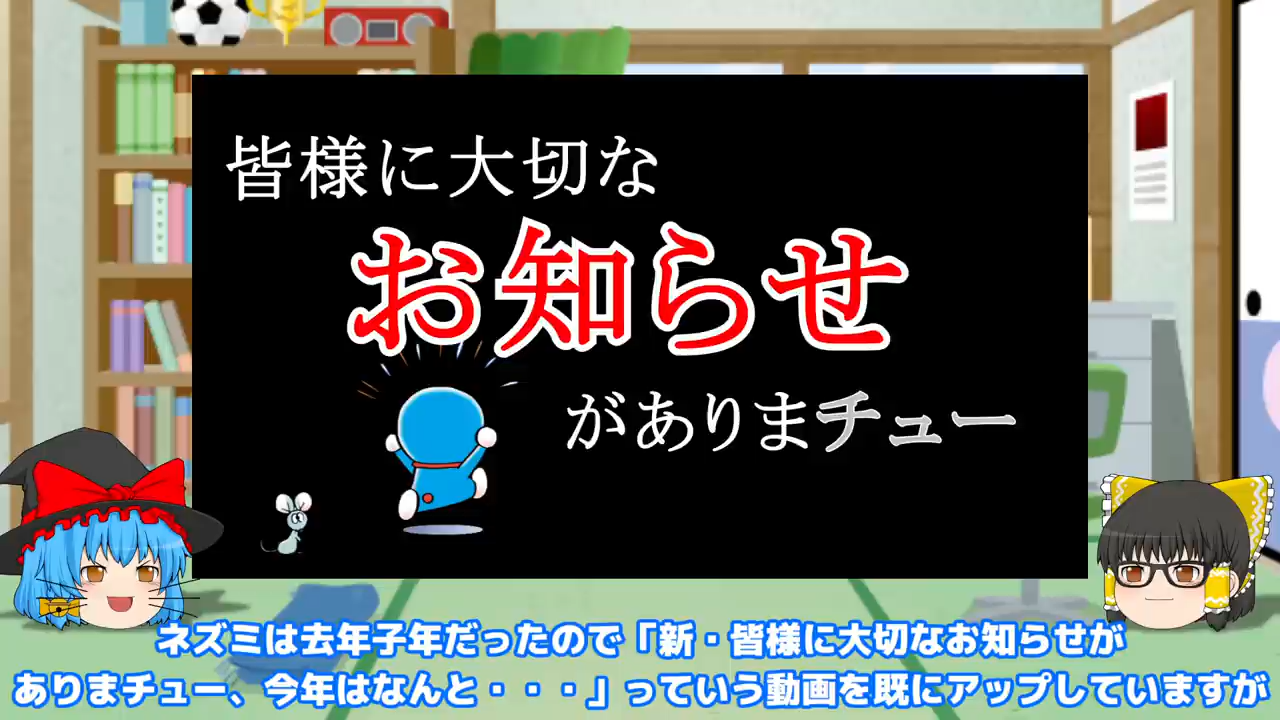 皆様に大切な
お知らせ
がありまチュー
ネズミは去年子年だったので「新・皆様に大切なお知らせが
ありまチュー、今年はなんと・・・」っていう動画を既にアップしていますが